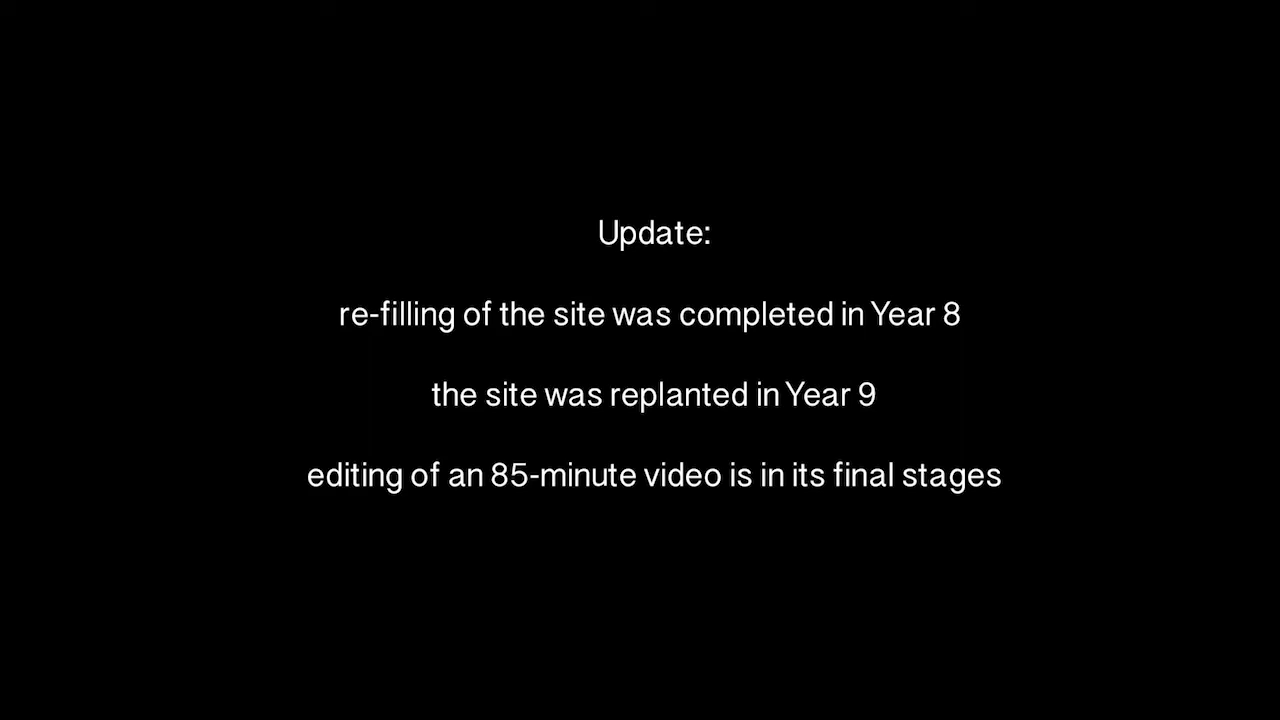 Update:
re-filling of the site was completed in Year 8
the site was replanted in Year 9
editing of an 85-minute video is in its final stages